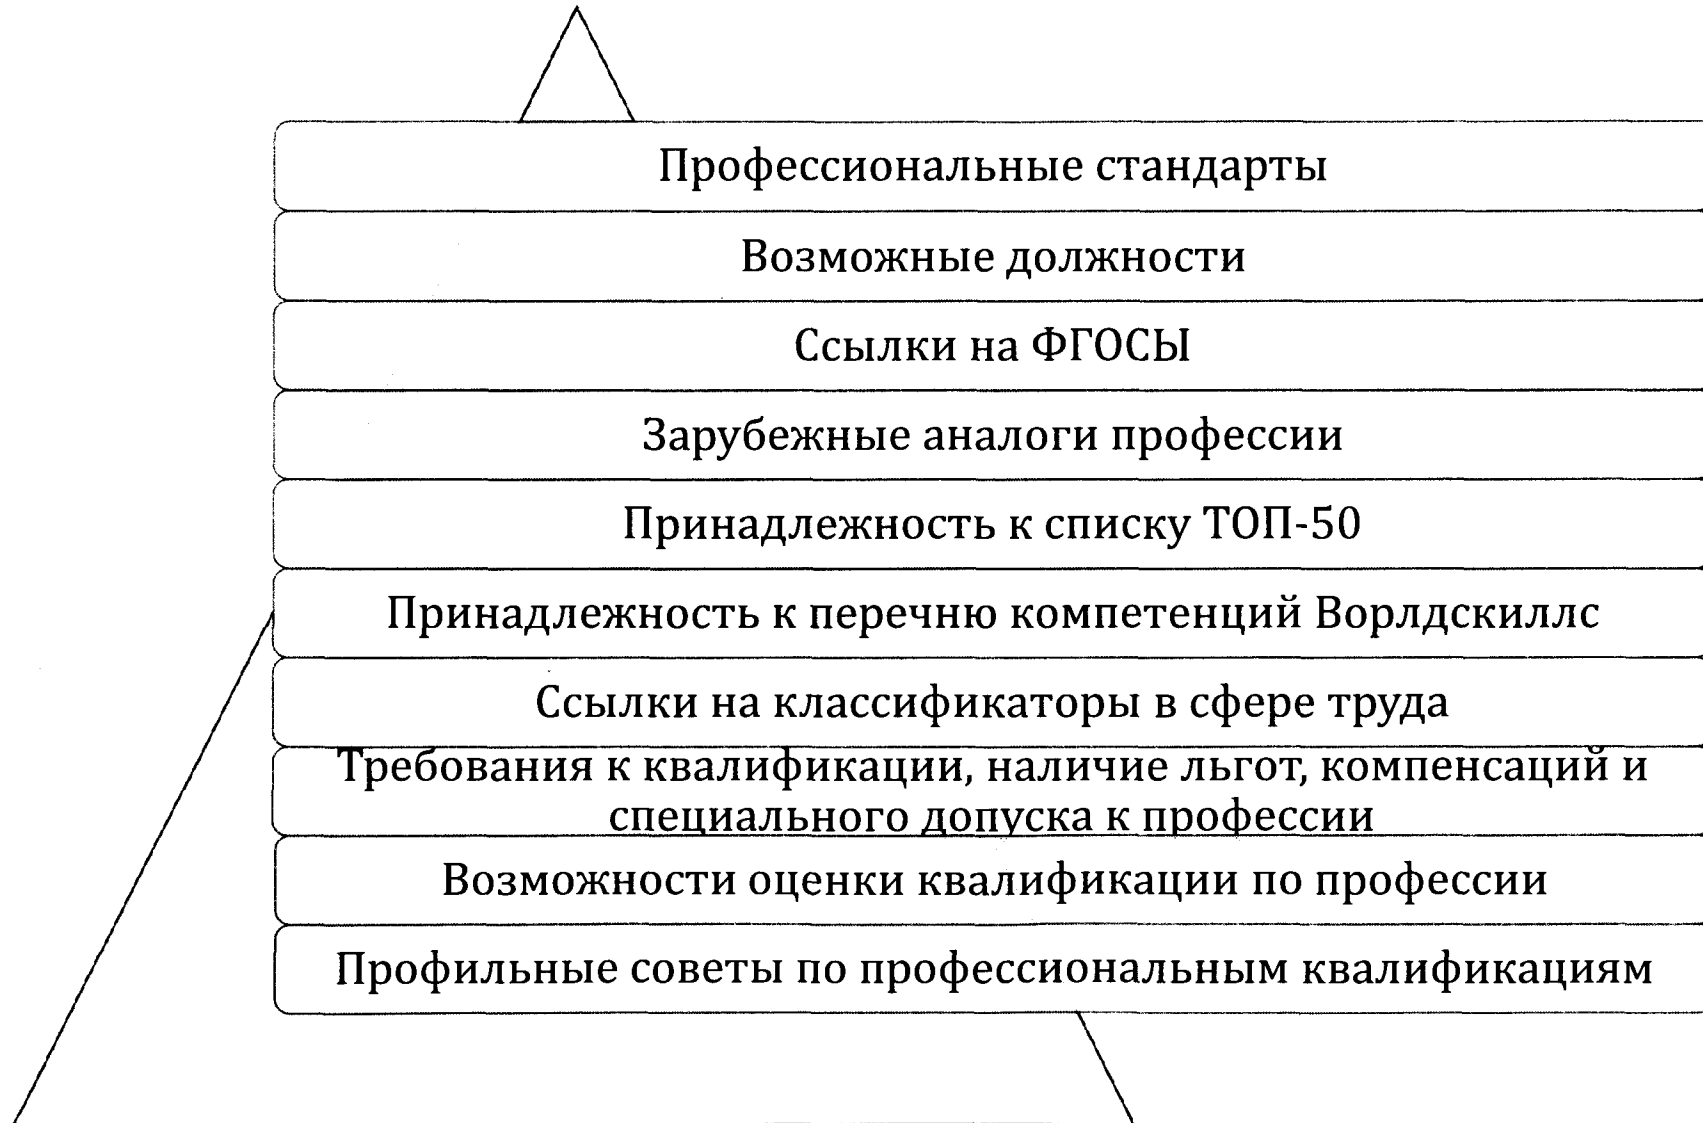 Профессиональные стандарты
Возможные должности
Ссылки на ФГОСЫ
Зарубежные аналоги профессии
Принадлежность к списку ТОП-50
Принадлежность к перечню компетенций Ворлдскиллс
Ссылки на классификаторы в сфере труда
Требования к квалификации, наличие льгот, компенсаций и
специального допуска к профессии
Возможности оценки квалификации по профессии
Профильные советы по профессиональным квалификациям